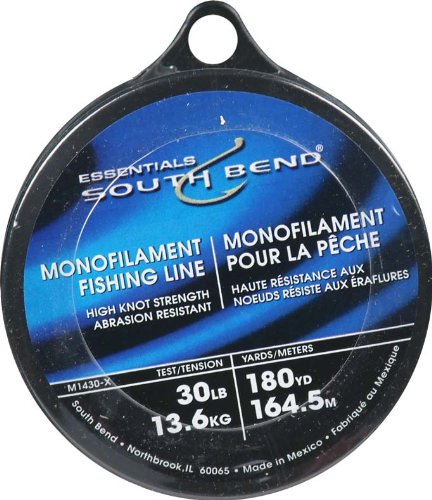 ESSENTIALS
SOUTH BEND®
MONOFILAMENT
FISHING LINE
HIGH KNOT STRENGTH
ABRASION RESISTANT
MONOFILAMENT
POUR LA PÊCHE
HAUTE RÉSISTANCE AUX
NOEUDS RÉSISTE AUX ÉRAFLURES
M1430-X
TEST/TENSION
30LB
13.6KG
YARDS/METERS
180YD
164.5M
South Bend • Northbrook, IL 60065 • Made in Mexico • Fabriqué au Mexique